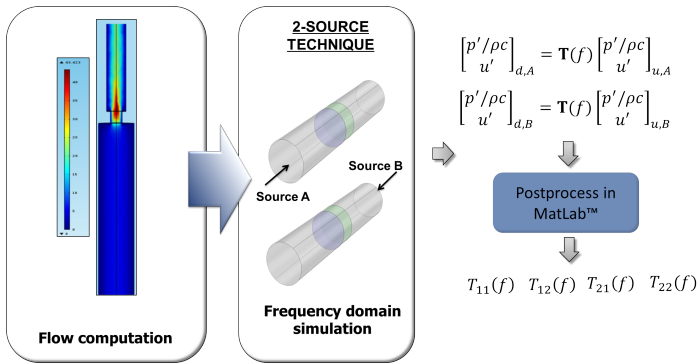 Flow computation
2-SOURCE
TECHNIQUE
Source A
Source B
Frequency domain
simulation
[p′/ρc
u′]d,A = T(f) [p′/ρc
u′]u,A
[p′/ρc
u′]d,B = T(f) [p′/ρc
u′]u,B
Postprocess in
MatLab™
T11(f) T12(f) T21(f) T22(f)